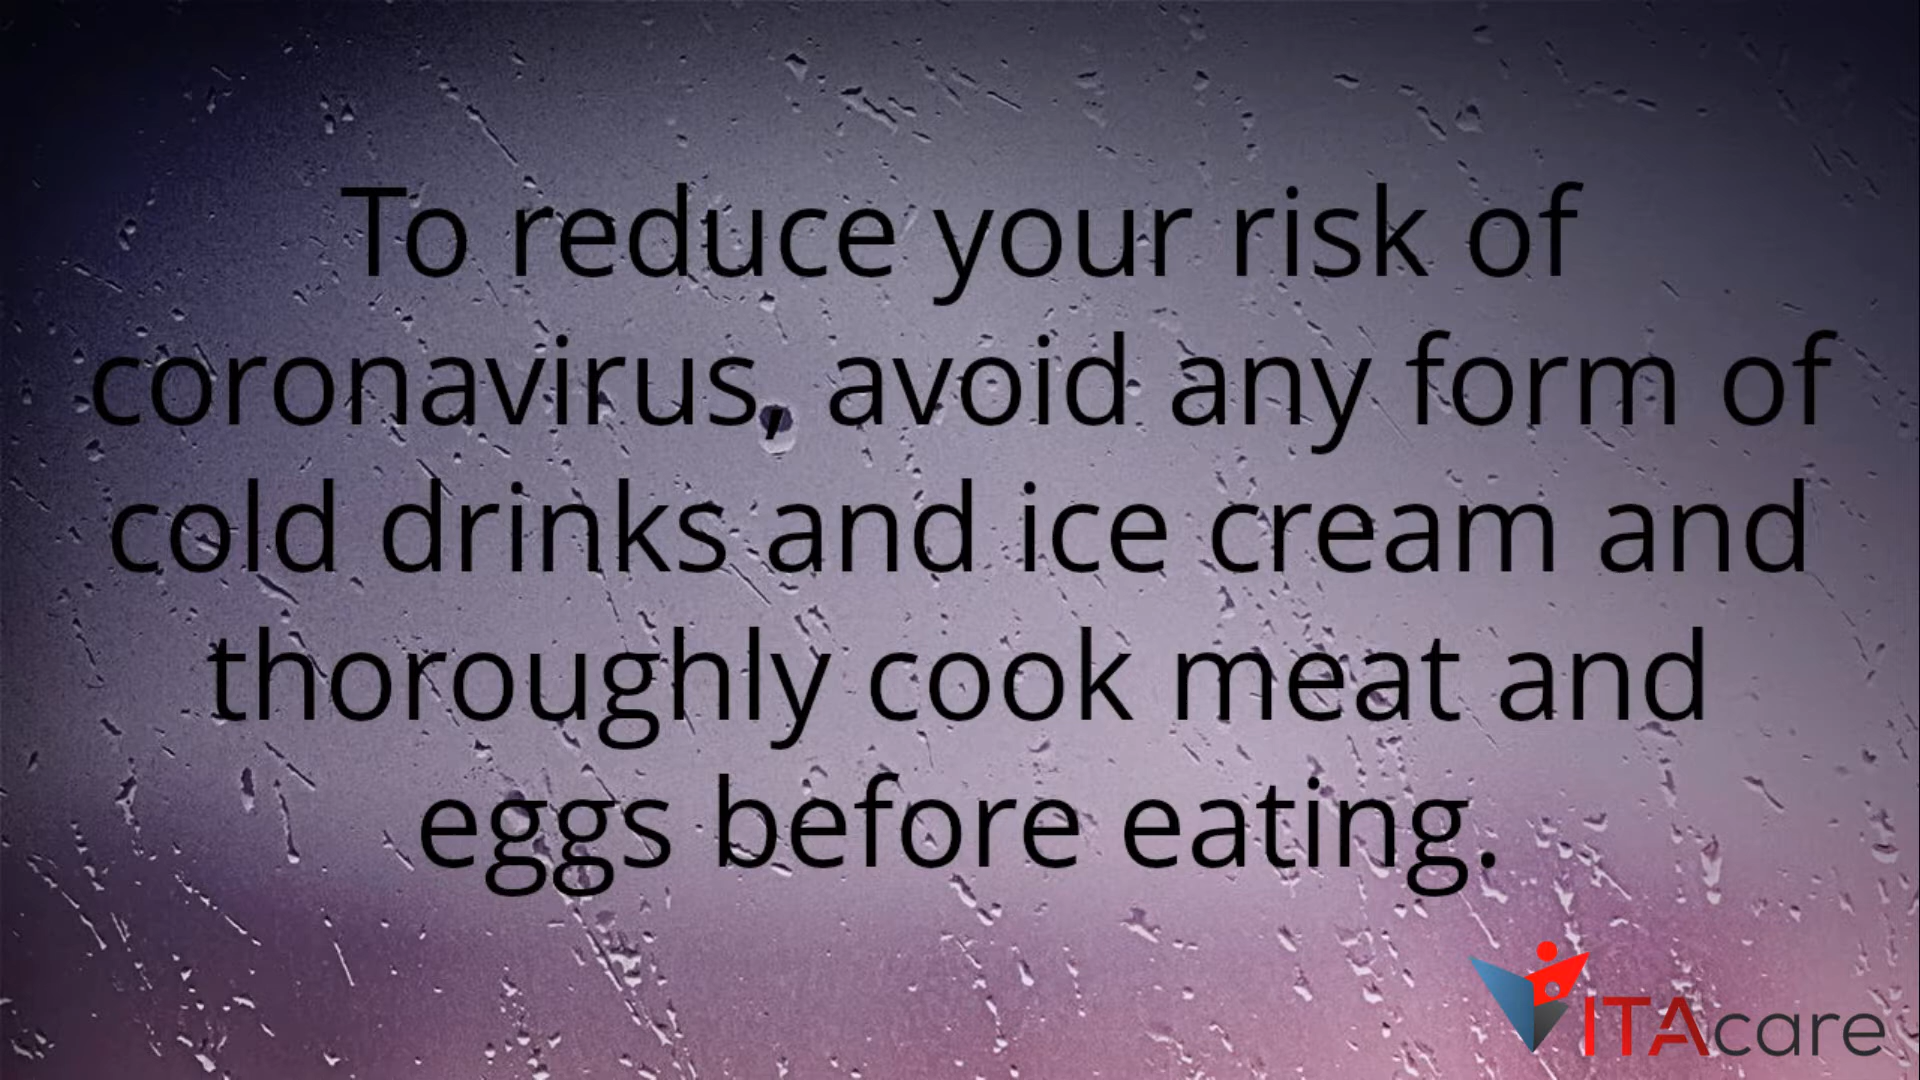 To reduce your risk of
coronavirus, avoid any form of
cold drinks and ice cream and
thoroughly cook meat and
eggs before eating.
VITAcare